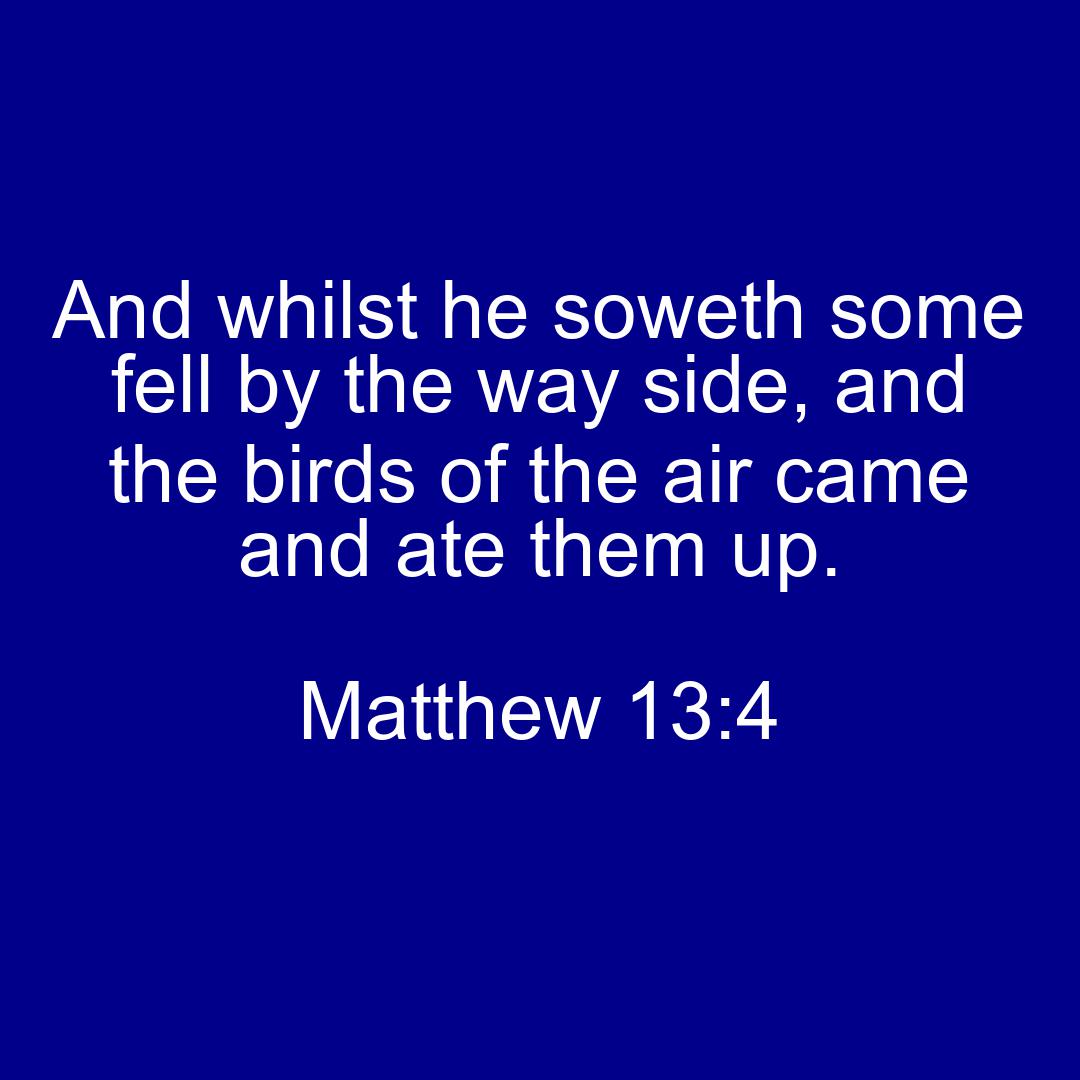 And whilst he soweth some
fell by the way side, and
the birds of the air came
and ate them up.
Matthew 13:4